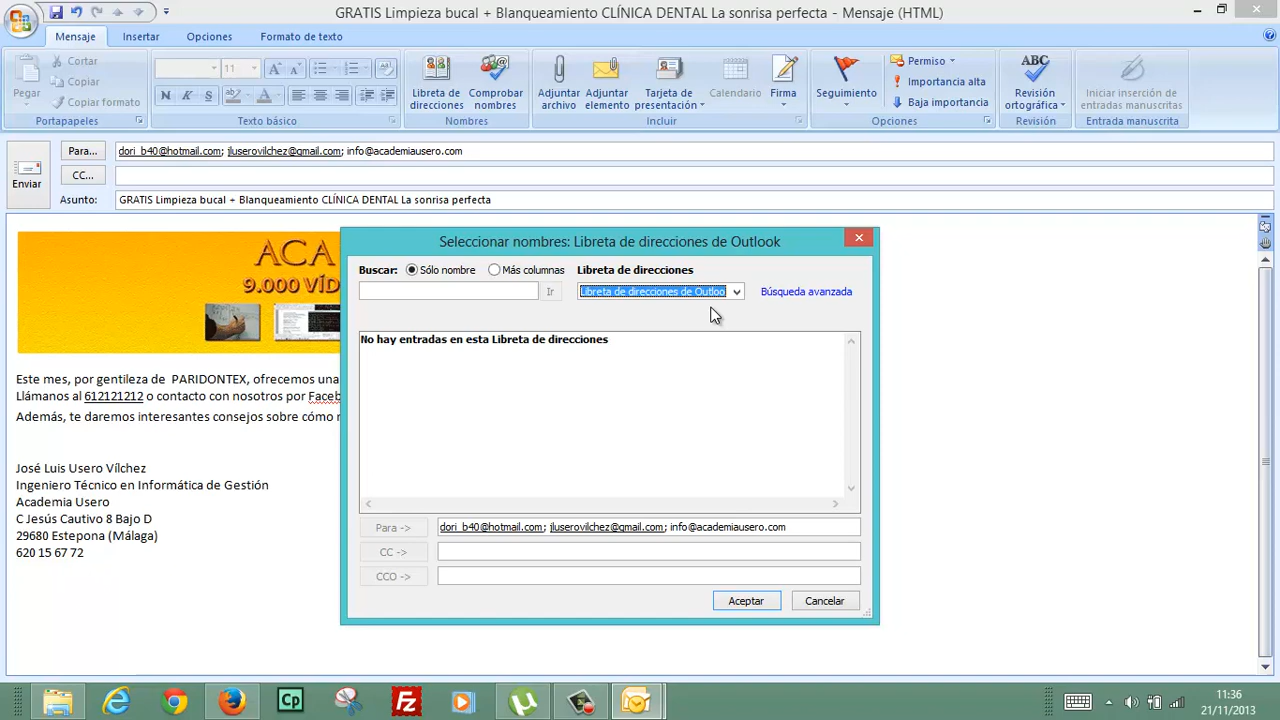 GRATIS Limpieza bucal + Blanqueamiento CLÍNICA DENTAL La sonrisa perfecta - Mensaje (HTML)
Mensaje Insertar Opciones Formato de texto
Pegar
Cortar
Copiar
Copiar formato
Portapapeles
11
N K S
Texto básico
Libreta de direcciones
Comprobar nombres
Nombres
Adjuntar archivo
Adjuntar elemento
Tarjeta de presentación
Calendario
Firma
Incluir
Seguimiento
Permiso
Importancia alta
Baja importancia
Opciones
ABC
Revisión ortográfica
Revisión
Iniciar inserción de entradas manuscritas
Entrada manuscrita
Enviar
Para... dori_b40@hotmail.com; jluserovilchez@gmail.com; info@academiausero.com
CC...
Asunto: GRATIS Limpieza bucal + Blanqueamiento CLÍNICA DENTAL La sonrisa perfecta
ACA
9.000 VÍD
Este mes, por gentileza de PARIDONTEX, ofrecemos una
Llámanos al 612121212 o contacto con nosotros por Faceb
Además, te daremos interesantes consejos sobre cómo
José Luis Usero Vílchez
Ingeniero Técnico en Informática de Gestión
Academia Usero
C Jesús Cautivo 8 Bajo D
29680 Estepona (Málaga)
620 15 67 72
Seleccionar nombres: Libreta de direcciones de Outlook
Buscar: Sólo nombre Más columnas Libreta de direcciones
Ir Libreta de direcciones de Outloo Búsqueda avanzada
No hay entradas en esta Libreta de direcciones
Para -> dori_b40@hotmail.com; jluserovilchez@gmail.com; info@academiausero.com
CC ->
CCO ->
Aceptar Cancelar
Cp
Fz
11:36
21/11/2013